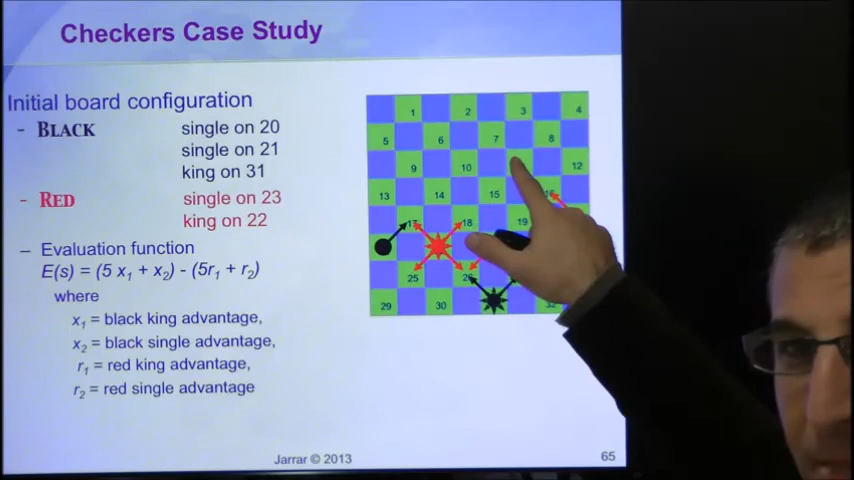 Checkers Case Study
Initial board configuration
- BLACK single on 20
single on 21
king on 31
- RED single on 23
king on 22
– Evaluation function
E(s) = (5 x₁ + x₂) - (5r₁ + r₂)
where
x₁ = black king advantage,
x₂ = black single advantage,
r₁ = red king advantage,
r₂ = red single advantage
1 2 3 4
5 6 7 8
9 10 12
13 14 15 16
17 18 19
25 26
29 30 32
Jarrar © 2013 65